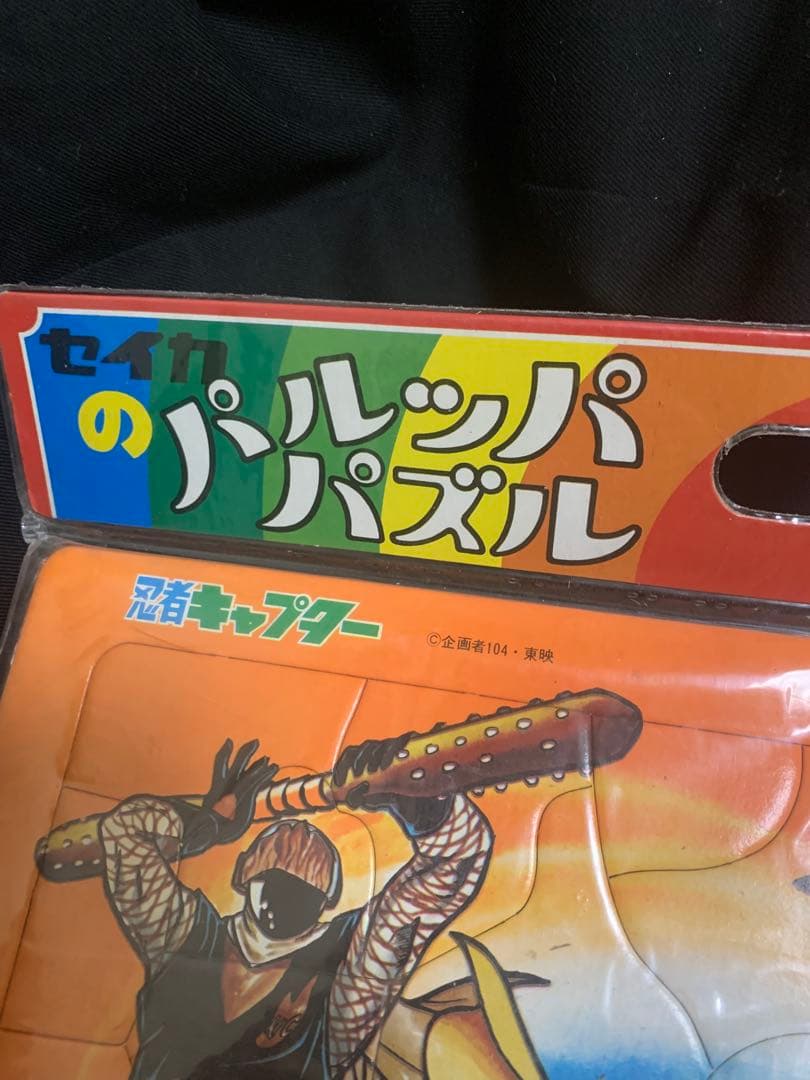 セイカ
の
パルッパ
パズル
忍者キャプター
©企画者104・東映